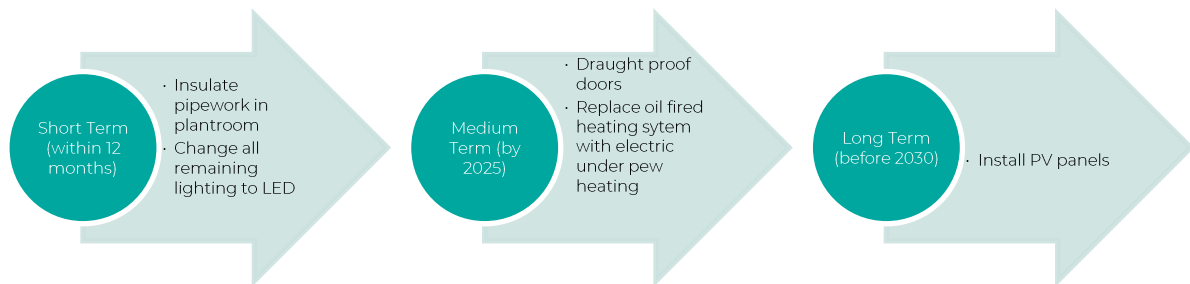 Short Term
(within 12
months)
· Insulate
pipework in
plantroom
· Change all
remaining
lighting to LED
Medium
Term (by
2025)
· Draught proof
doors
· Replace oil fired
heating sytem
with electric
under pew
heating
Long Term
(before 2030)
· Install PV panels